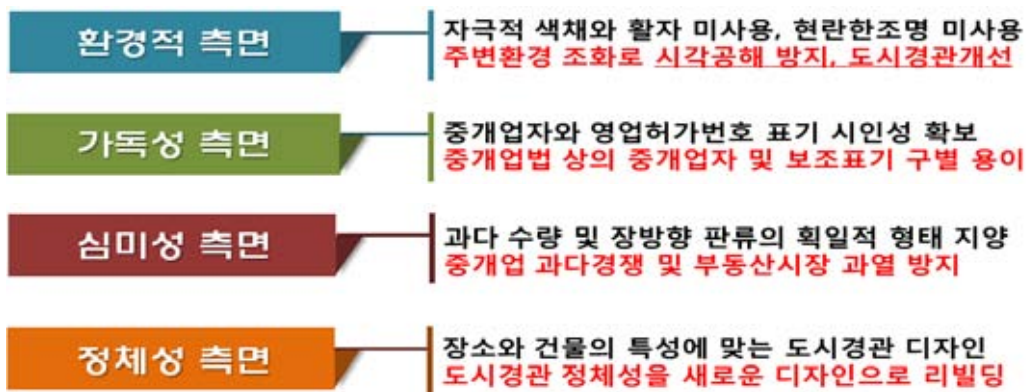 환경적 측면
자극적 색채와 활자 미사용, 현란한조명 미사용
주변환경 조화로 시각공해 방지, 도시경관개선
가독성 측면
중개업자와 영업허가번호 표기 시인성 확보
중개업법 상의 중개업자 및 보조표기 구별 용이
심미성 측면
과다 수량 및 장방향 판류의 획일적 형태 지양
중개업 과다경쟁 및 부동산시장 과열 방지
정체성 측면
장소와 건물의 특성에 맞는 도시경관 디자인
도시경관 정체성을 새로운 디자인으로 리빌딩